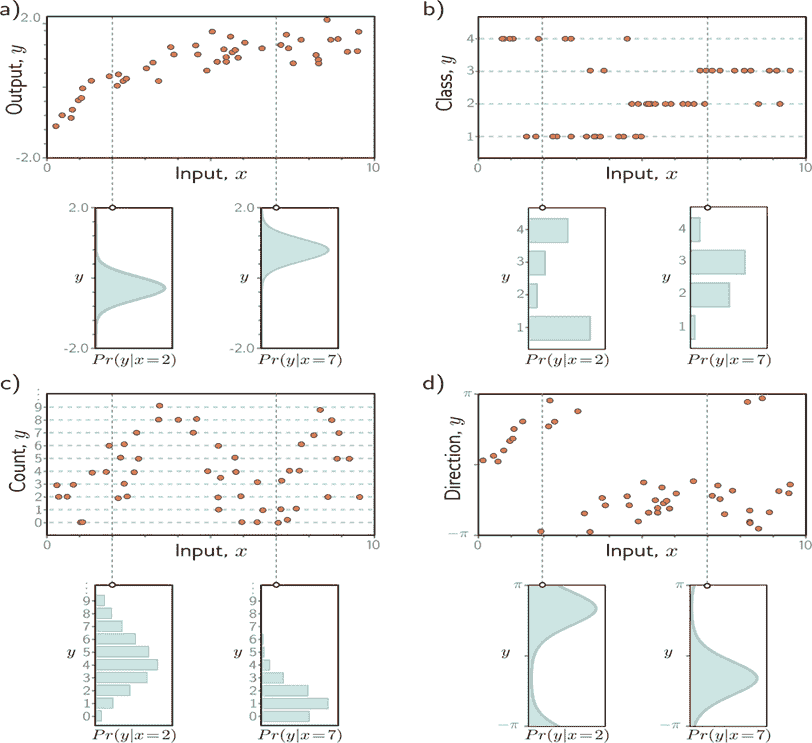 a)
2.0
Output, y
-2.0
0
Input, x
10
2.0
y
-2.0
Pr(y|x=2)
2.0
-2.0
Pr(y|x=7)
b)
4
3
2
1
Class, y
0
Input, x
10
4
3
y
2
1
Pr(y|x=2)
4
3
y
2
1
Pr(y|x=7)
c)
9
8
7
6
5
4
3
2
1
0
Count, y
0
Input, x
10
9
8
7
6
5
y
4
3
2
1
0
Pr(y|x=2)
9
8
7
6
5
y
4
3
2
1
0
Pr(y|x=7)
d)
π
Direction, y
-π
0
Input, x
10
π
y
-π
Pr(y|x=2)
π
y
-π
Pr(y|x=7)